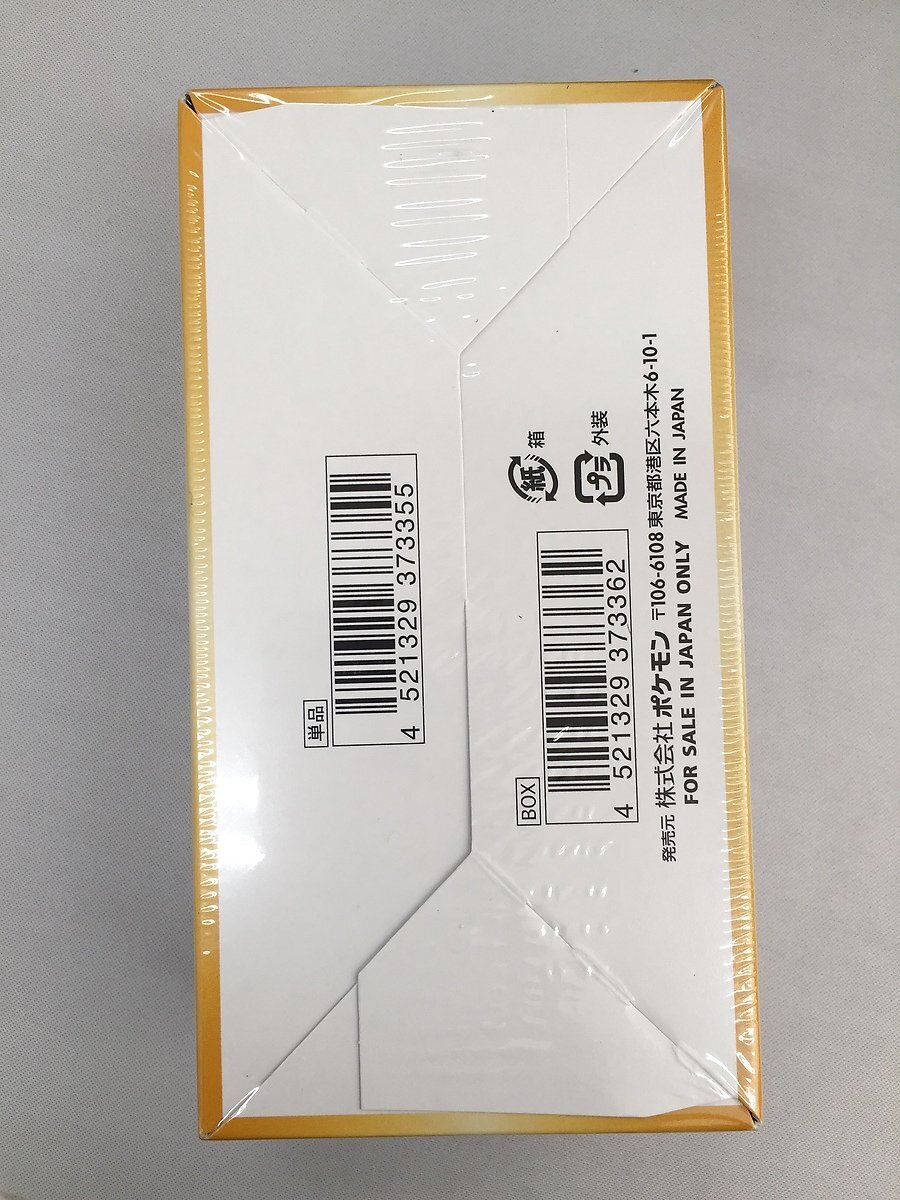 単品
4 521329 373355
BOX
4 521329 373362
紙 箱
プラ 外装
発売元 株式会社 ポケモン 〒106-6108 東京都港区六本木6-10-1
FOR SALE IN JAPAN ONLY MADE IN JAPAN